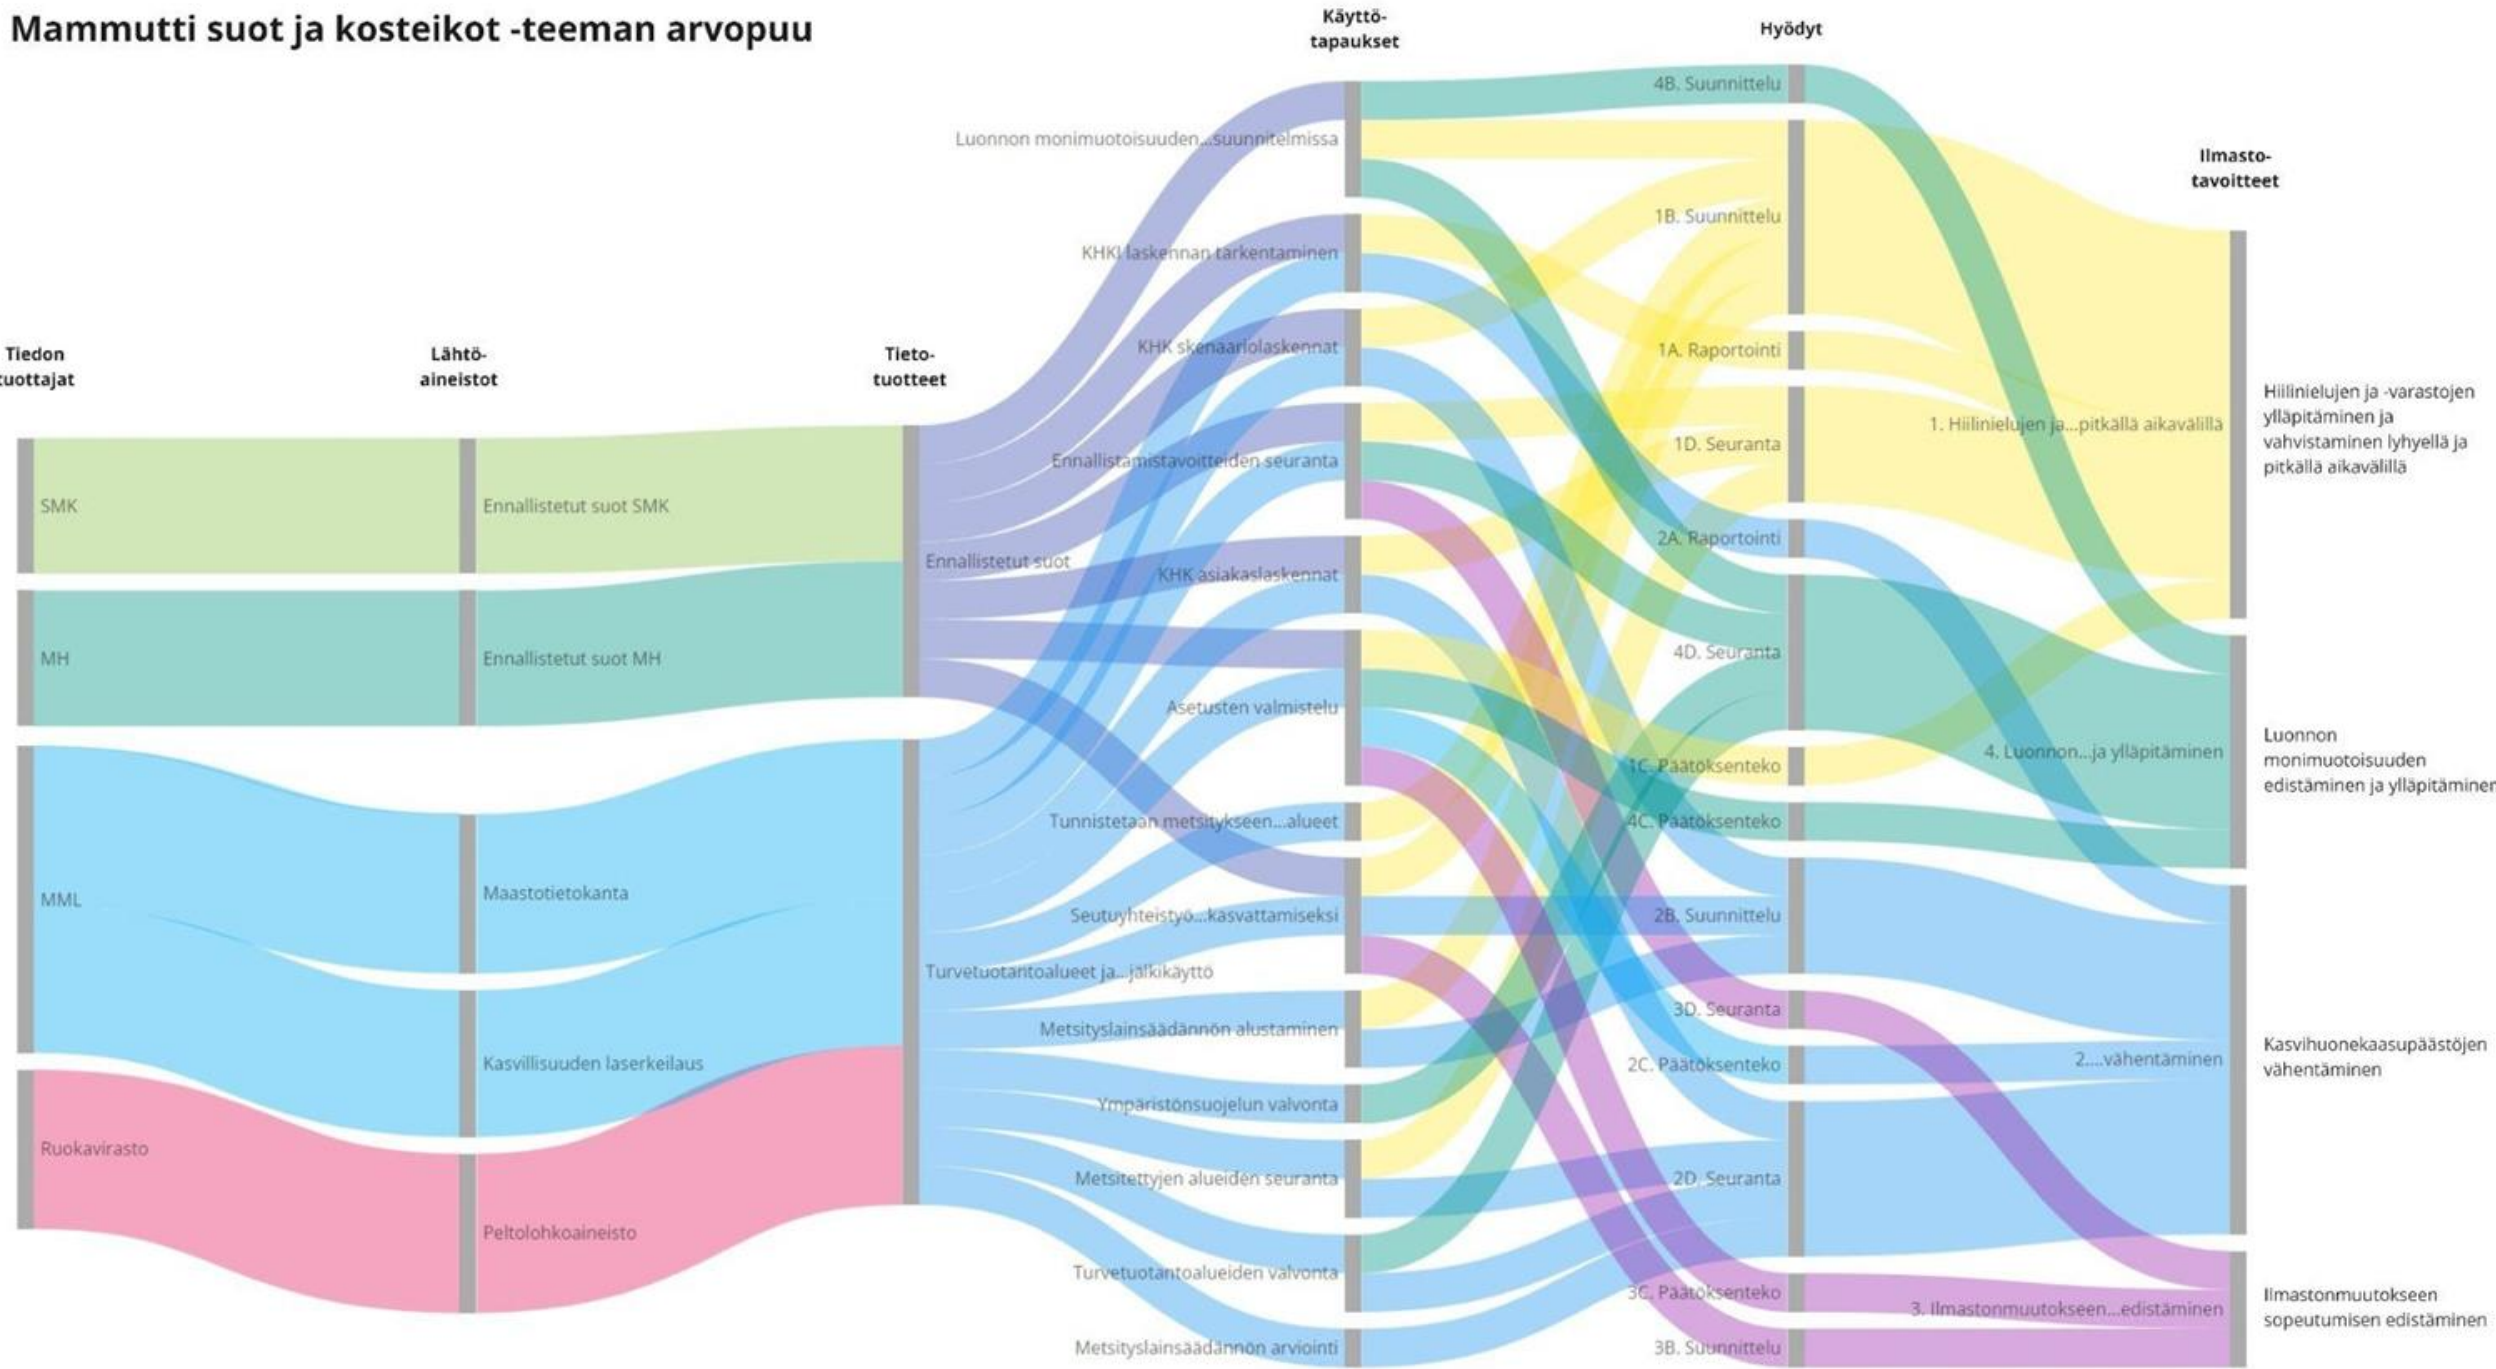 Mammutti suot ja kosteikot -teeman arvopuu
Tiedon
tuottajat
SMK
MH
MML
Ruokavirasto
Lähtö-
aineistot
Ennallistetut suot SMK
Ennallistetut suot MH
Maastotietokanta
Kasvillisuuden laserkeilaus
Peltolohkoaineisto
Tieto-
tuotteet
Ennallistetut suot
Turvetuotantoalueet ja...jälkikäyttö
Käyttö-
tapaukset
Luonnon monimuotoisuuden...suunnitelmissa
KHKI laskennan tarkentaminen
KHK skenaariolaskennat
Ennallistamistavoitteiden seuranta
KHK asiakaslaskennat
Asetusten valmistelu
Tunnistetaan metsitykseen...alueet
Seutuyhteistyö...kasvattamiseksi
Metsityslainsäädännön alustaminen
Ympäristönsuojelun valvonta
Metsitettyjen alueiden seuranta
Turvetuotantoalueiden valvonta
Metsityslainsäädännön arviointi
Hyödyt
4B. Suunnittelu
1B. Suunnittelu
1A. Raportointi
1D. Seuranta
2A. Raportointi
4D. Seuranta
1C. Päätöksenteko
4C. Päätöksenteko
2B. Suunnittelu
3D. Seuranta
2C. Päätöksenteko
2D. Seuranta
3C. Päätöksenteko
3B. Suunnittelu
Ilmasto-
tavoitteet
1. Hiilinielujen ja...pitkällä aikavälillä
4. Luonnon...ja ylläpitäminen
2....vähentäminen
3. Ilmastonmuutokseen...edistäminen
Hiilinielujen ja -varastojen
ylläpitäminen ja
vahvistaminen lyhyellä ja
pitkällä aikavälillä
Luonnon
monimuotoisuuden
edistäminen ja ylläpitäminen
Kasvihuonekaasupäästöjen
vähentäminen
Ilmastonmuutokseen
sopeutumisen edistäminen